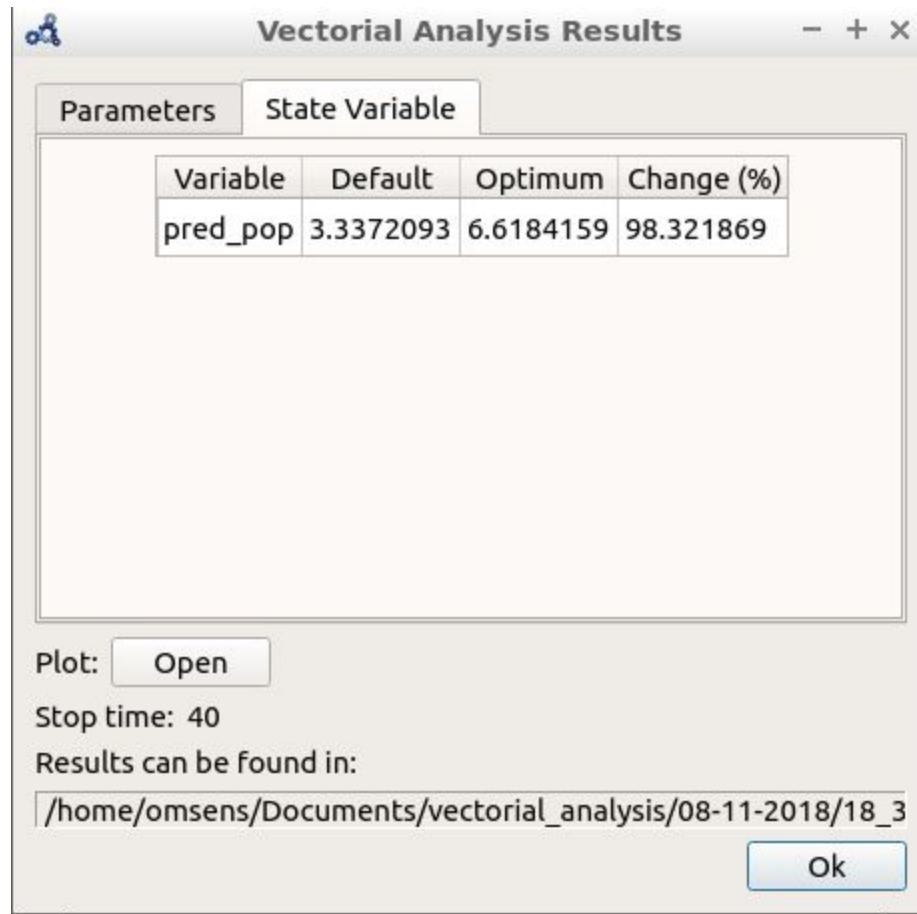 Vectorial Analysis Results
Parameters State Variable
Variable Default Optimum Change (%)
pred_pop 3.3372093 6.6184159 98.321869
Plot: Open
Stop time: 40
Results can be found in:
/home/omsens/Documents/vectorial_analysis/08-11-2018/18_3
Ok